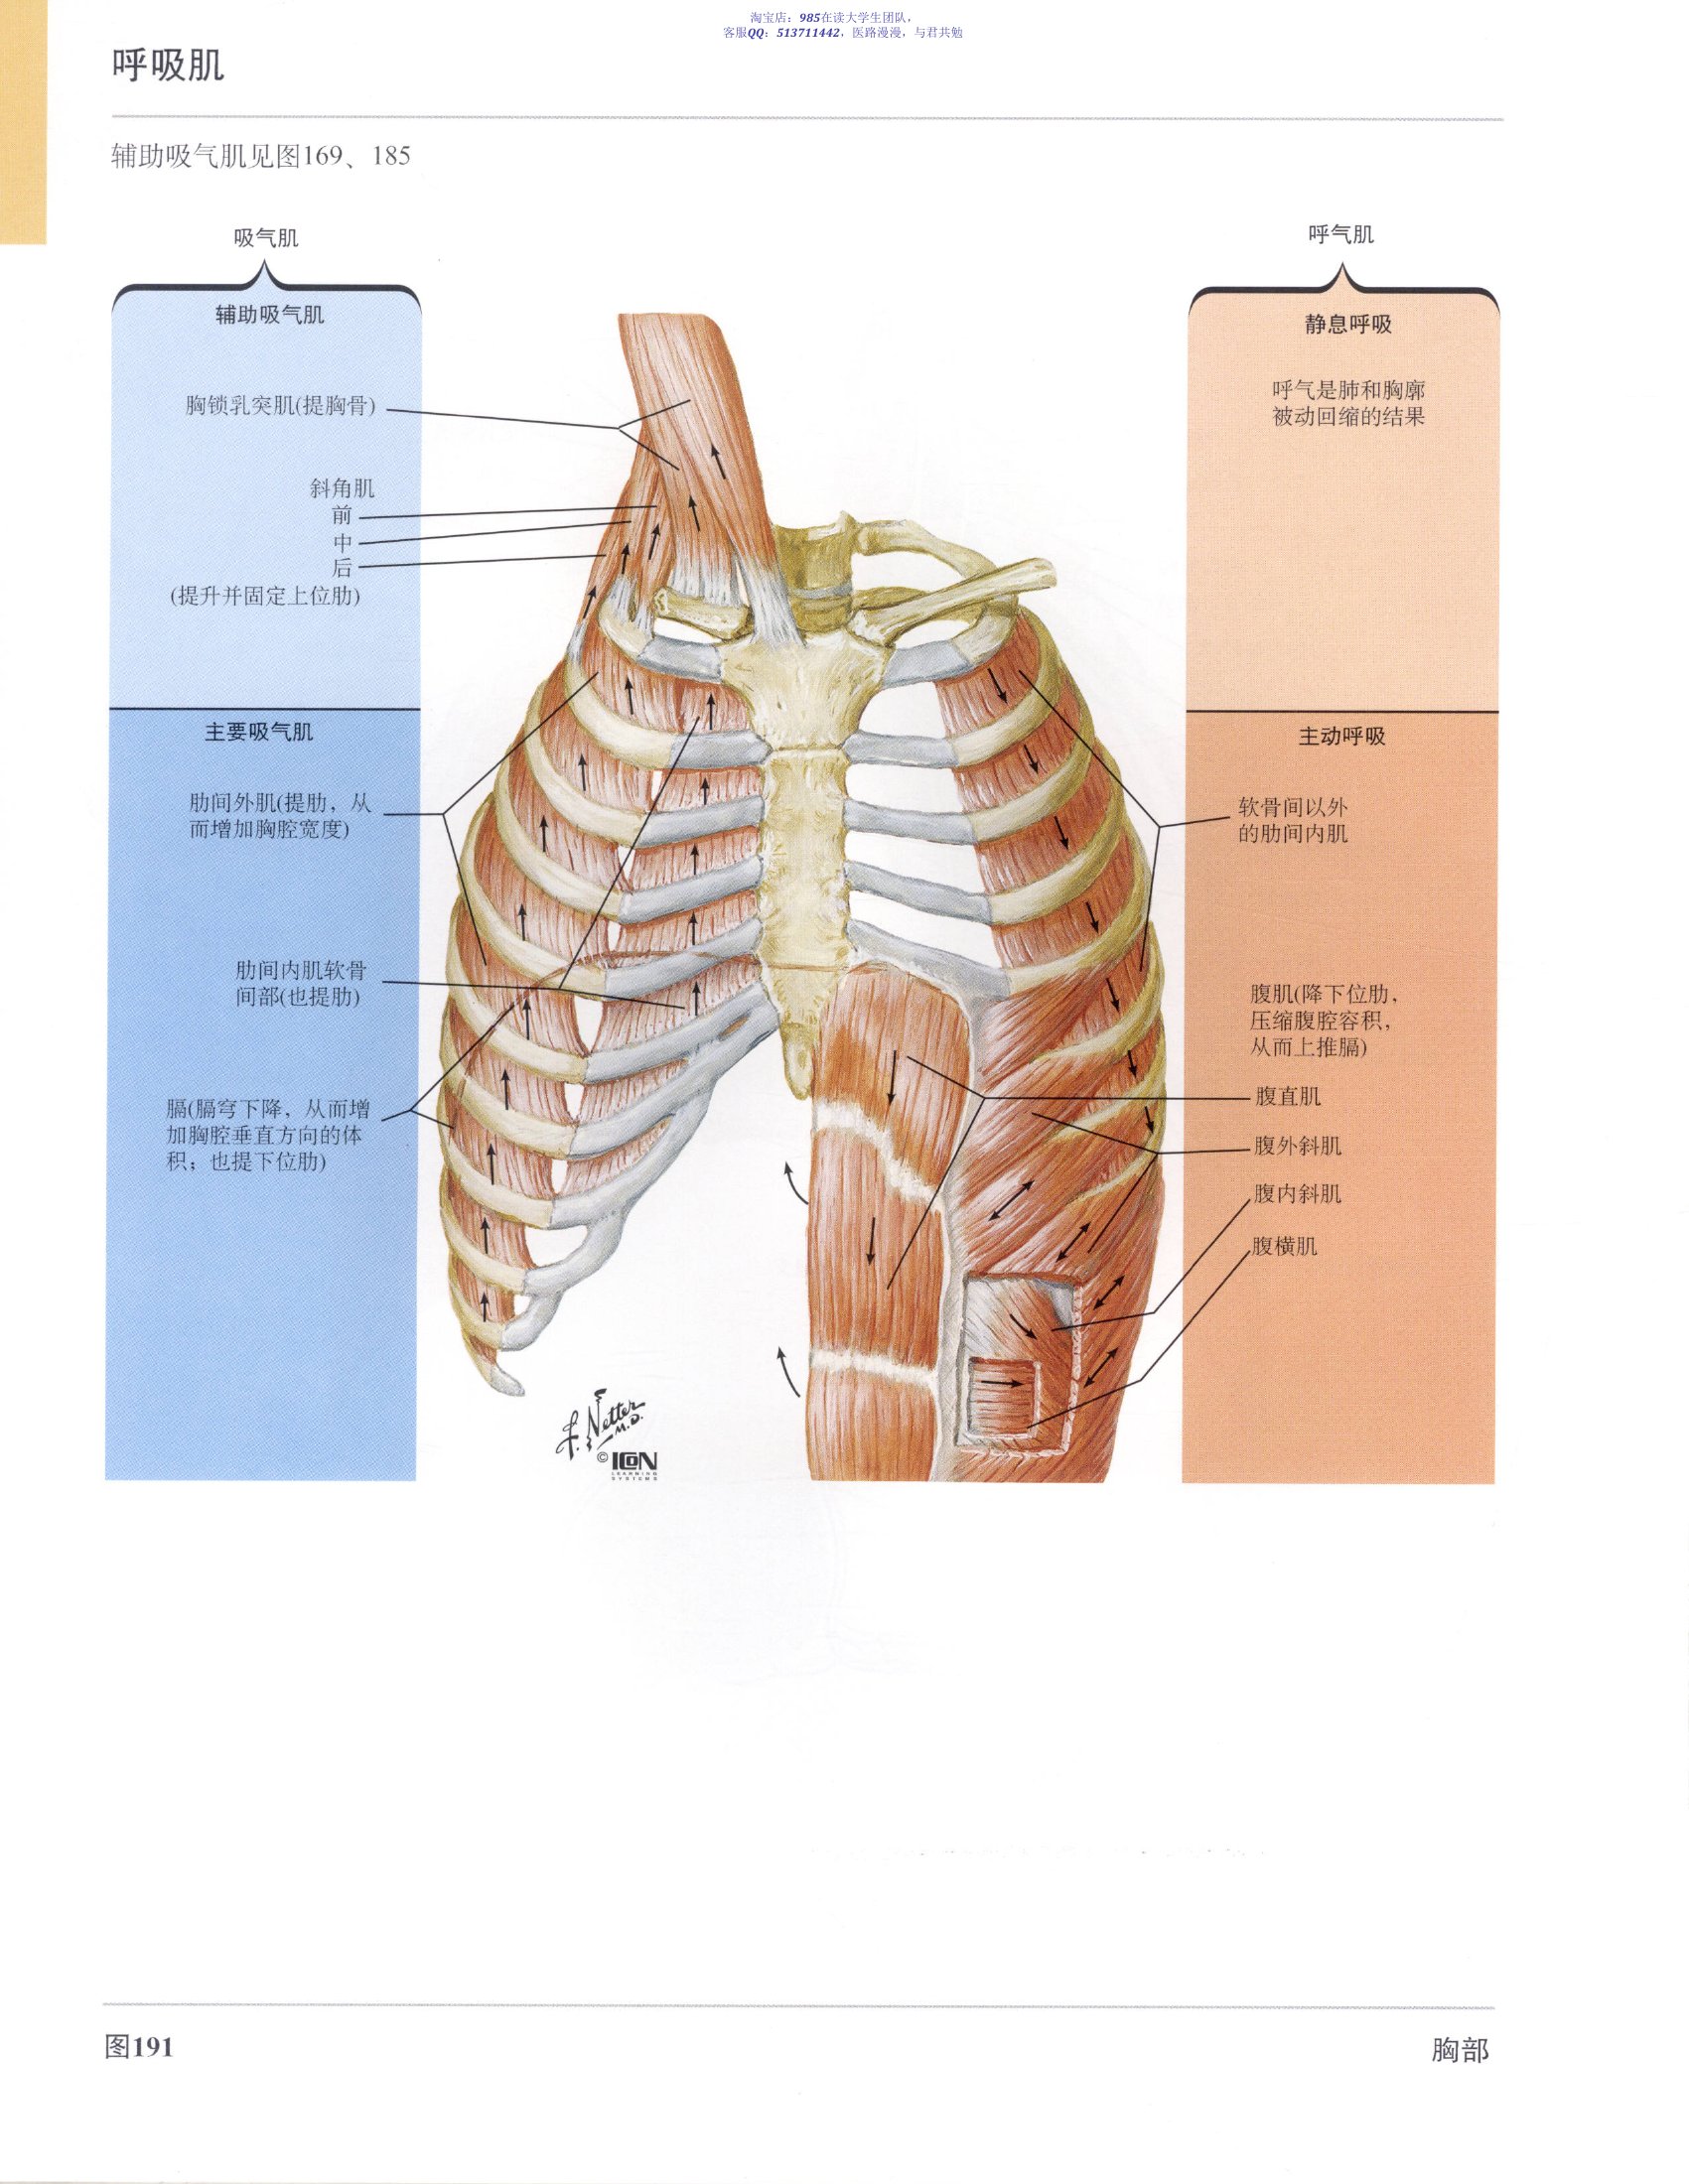 淘宝店：985在读大学生团队，
客服QQ：513711442，医路漫漫，与君共勉
呼吸肌
辅助吸气肌见图169、185
吸气肌
辅助吸气肌
胸锁乳突肌(提胸骨)
斜角肌
前
中
后
(提升并固定上位肋)
主要吸气肌
肋间外肌(提肋，从
而增加胸腔宽度)
肋间内肌软骨
间部(也提肋)
膈(膈穹下降，从而增
加胸腔垂直方向的体
积；也提下位肋)
呼气肌
静息呼吸
呼气是肺和胸廓
被动回缩的结果
主动呼吸
软骨间以外
的肋间内肌
腹肌(降下位肋，
压缩腹腔容积，
从而上推膈)
腹直肌
腹外斜肌
腹内斜肌
腹横肌
F. Netter
M.D.
© ICON
LEARNING
SYSTEMS
图191
胸部